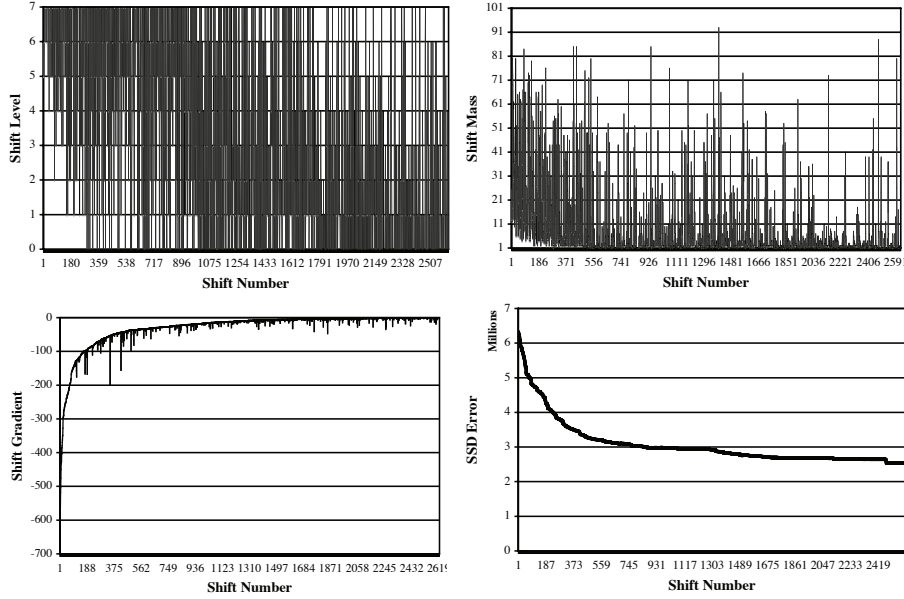 7
6
5
4
3
2
1
0
Shift Level
1 180 359 538 717 896 1075 1254 1433 1612 1791 1970 2149 2328 2507
Shift Number
101
91
81
71
61
51
41
31
21
11
1
Shift Mass
1 186 371 556 741 926 1111 1296 1481 1666 1851 2036 2221 2406 2591
Shift Number
0
-100
-200
-300
-400
-500
-600
-700
Shift Gradient
1 188 375 562 749 936 1123 1310 1497 1684 1871 2058 2245 2432 2619
Shift Number
7
6
5
4
3
2
1
0
Millions
SSD Error
1 187 373 559 745 931 1117 1303 1489 1675 1861 2047 2233 2419
Shift Number